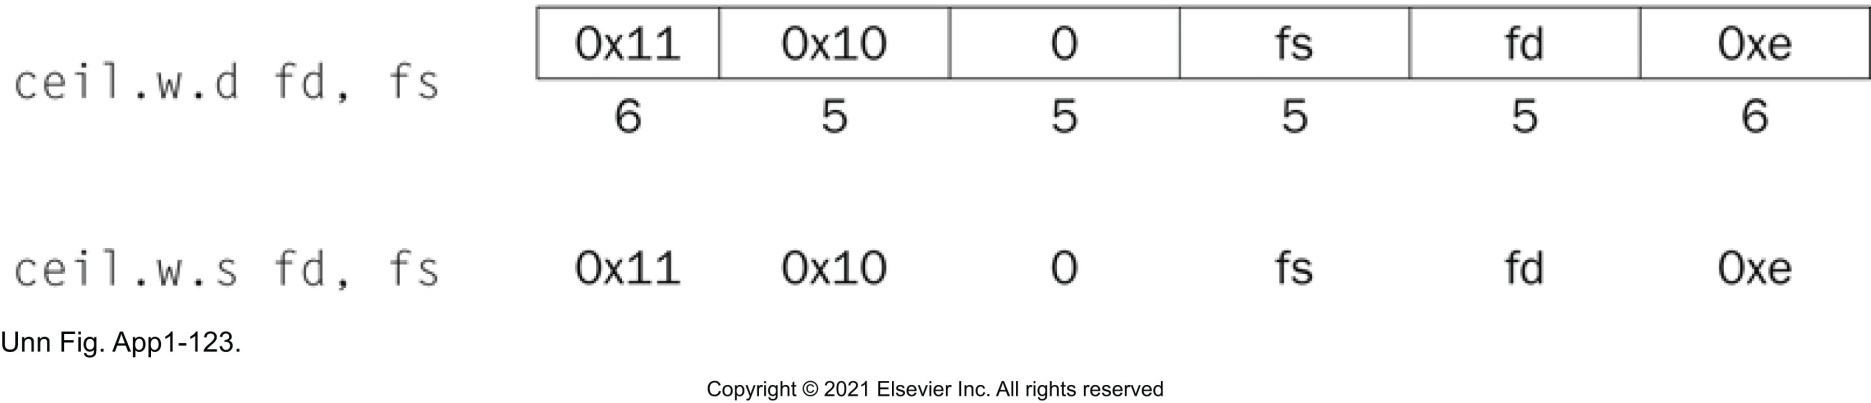 ceil.w.d fd, fs 0x11 0x10 0 fs fd 0xe
6 5 5 5 5 6
ceil.w.s fd, fs 0x11 0x10 0 fs fd 0xe
Unn Fig. App1-123.
Copyright © 2021 Elsevier Inc. All rights reserved